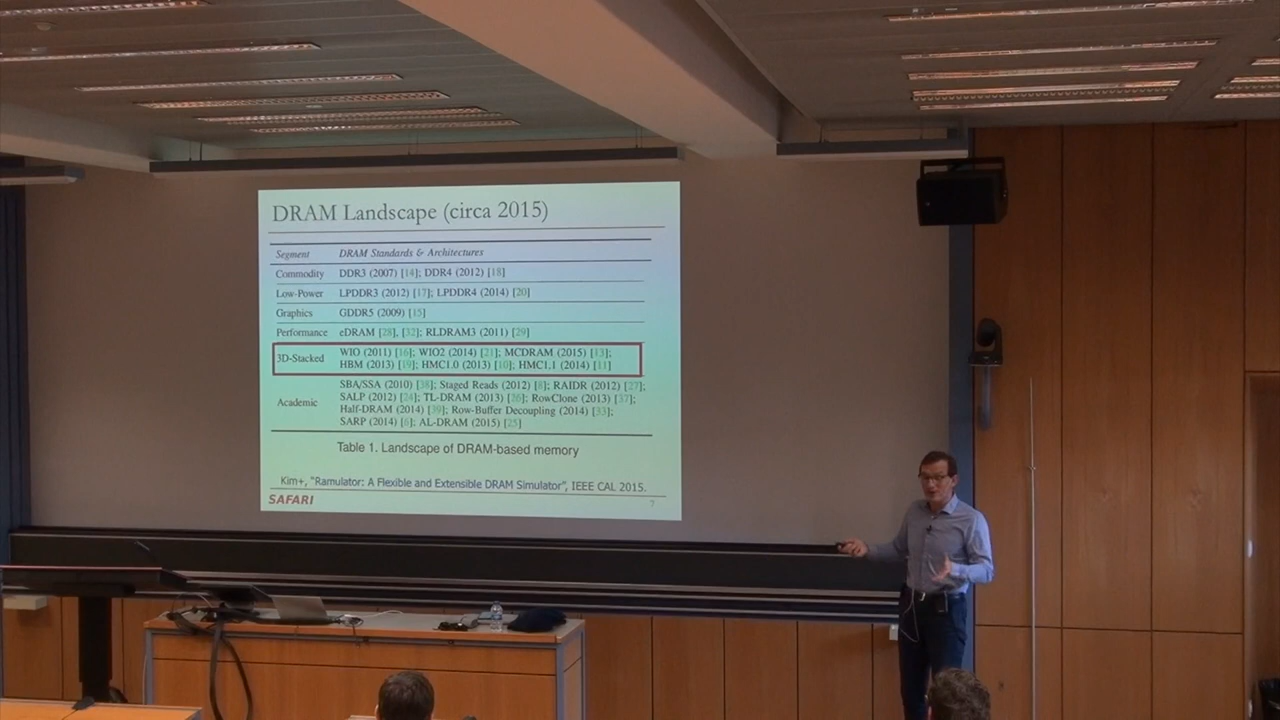 DRAM Landscape (circa 2015)
Segment DRAM Standards & Architectures
Commodity DDR3 (2007) [14]; DDR4 (2012) [18]
Low-Power LPDDR3 (2012) [17]; LPDDR4 (2014) [20]
Graphics GDDR5 (2009) [15]
Performance eDRAM [28], [32]; RLDRAM3 (2011) [29]
3D-Stacked WIO (2011) [16]; WIO2 (2014) [21]; MCDRAM (2015) [13];
HBM (2013) [19]; HMC1.0 (2013) [10]; HMC1.1 (2014) [11]
Academic SBA/SSA (2010) [38]; Staged Reads (2012) [8]; RAIDR (2012) [27];
SALP (2012) [24]; TL-DRAM (2013) [26]; RowClone (2013) [37];
Half-DRAM (2014) [39]; Row-Buffer Decoupling (2014) [33];
SARP (2014) [6]; AL-DRAM (2015) [25]
Table 1. Landscape of DRAM-based memory
Kim+, "Ramulator: A Flexible and Extensible DRAM Simulator", IEEE CAL 2015.
SAFARI 7